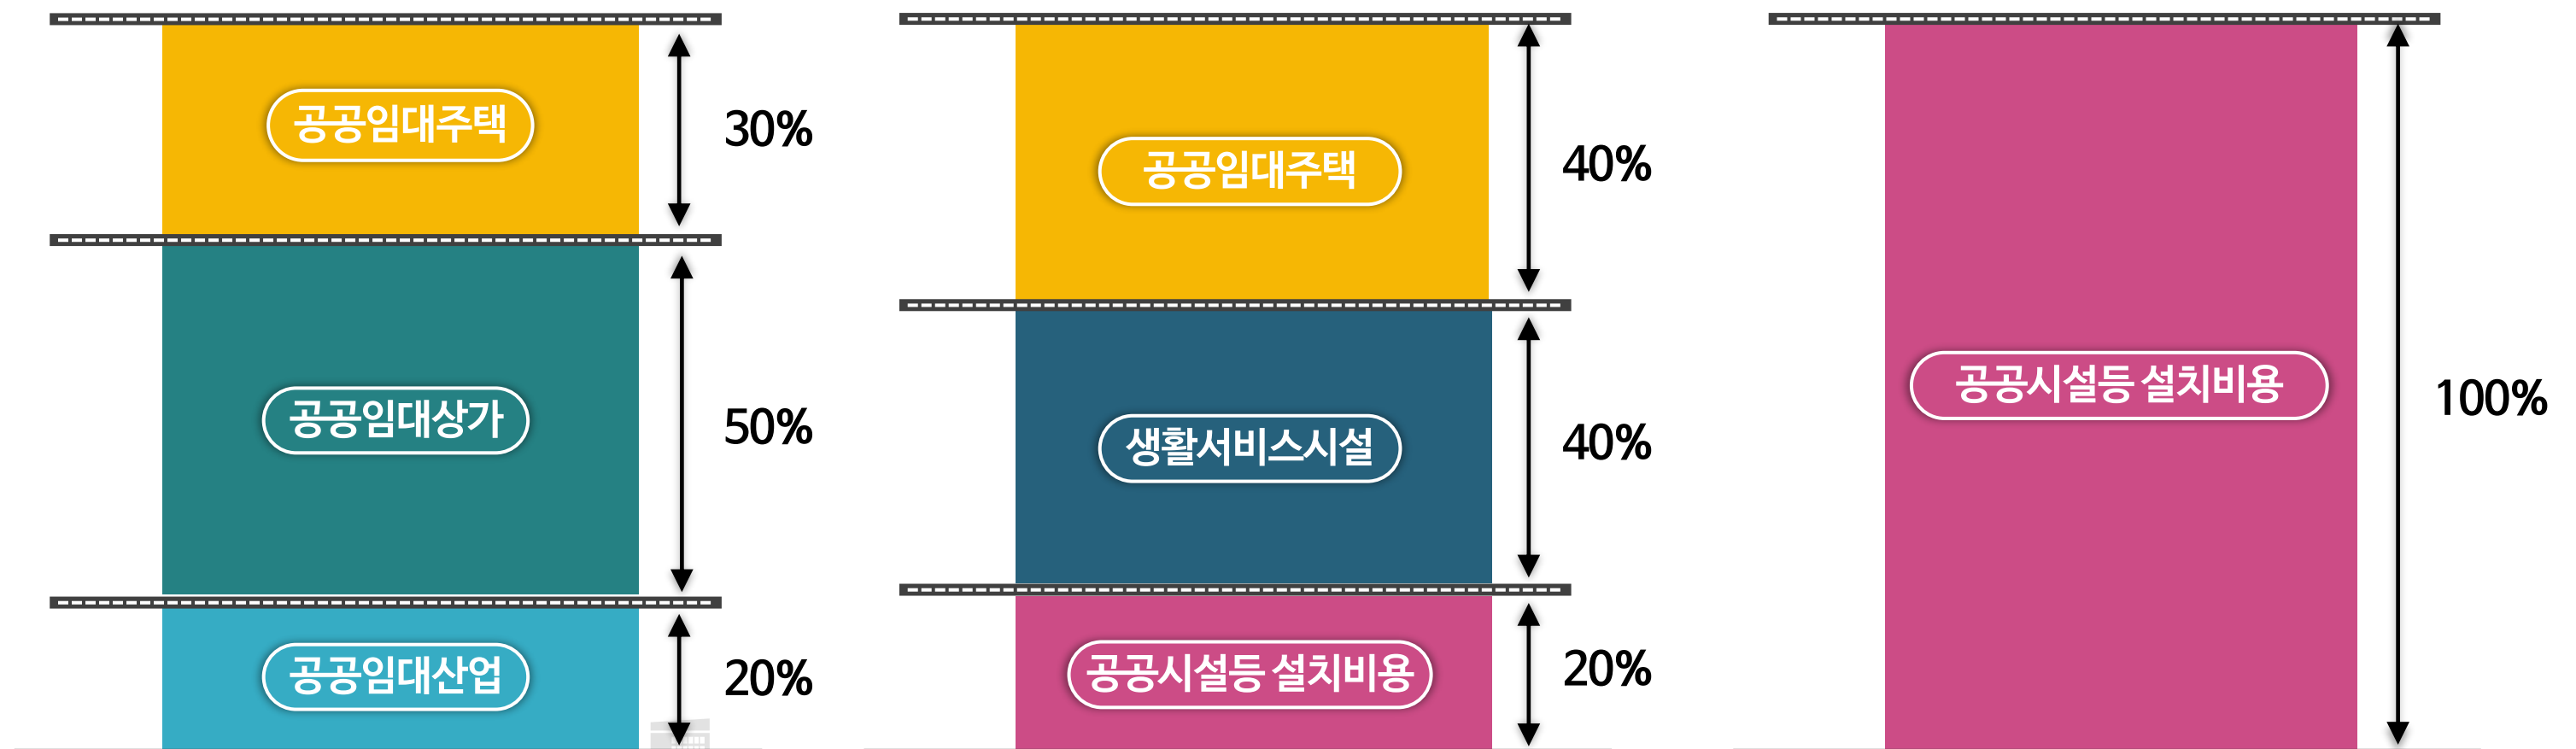 공공임대주택
30%
공공임대상가
50%
공공임대산업
20%
공공임대주택
40%
생활서비스시설
40%
공공시설등 설치비용
20%
공공시설등 설치비용
100%